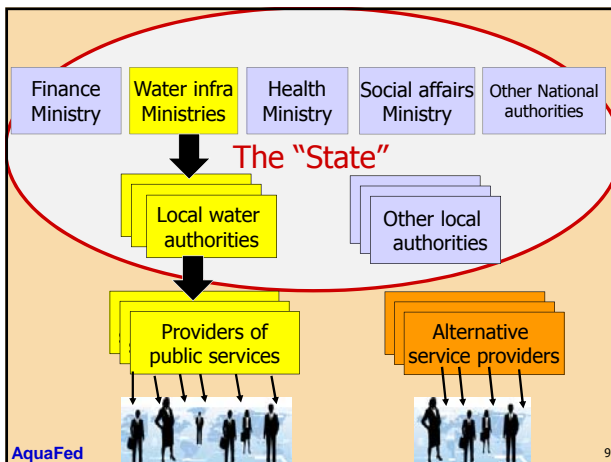 Finance
Ministry
Water infra
Ministries
Health
Ministry
Social affairs
Ministry
Other National
authorities
The “State”
Local water
authorities
Other local
authorities
Providers of
public services
Alternative
service providers
AquaFed
9